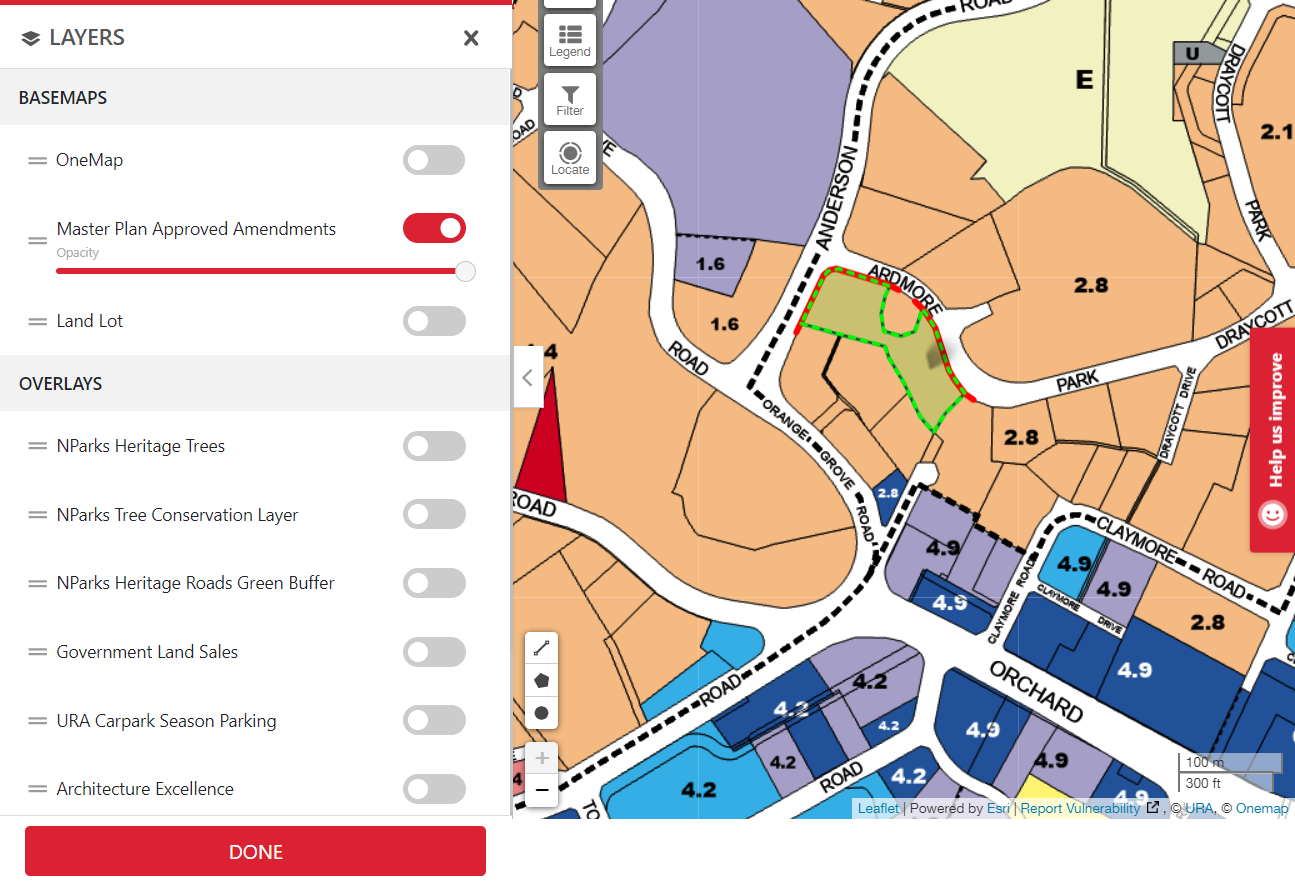 LAYERS
BASEMAPS
OneMap
Master Plan Approved Amendments
Opacity
Land Lot
OVERLAYS
NParks Heritage Trees
NParks Tree Conservation Layer
NParks Heritage Roads Green Buffer
Government Land Sales
URA Carpark Season Parking
Architecture Excellence
DONE
Legend
Filter
Locate
ROAD
E
U
DRAYCOTT
2.1
OAD
ANDERSON
PARK
1.6
ARDMORE
2.8
1.6
DRAYCOTT
4
ROAD
PARK
DRAYCOTT DRIVE
Help us improve
ORANGE
GROVE
ROAD
2.8
2.8
ROAD
CLAYMORE
ROAD
4.9
4.9
4.9
4.9
CLAYMORE ROAD
CLAYMORE
DRIVE
2.8
4.9
ORCHARD
ROAD
4.2
4.2
4.2
4.9
4.9
4.2
ROAD
4.2
4.2
4
TO
4.9
100 m
300 ft
Leaflet | Powered by Esri | Report Vulnerability , © URA, © Onemap